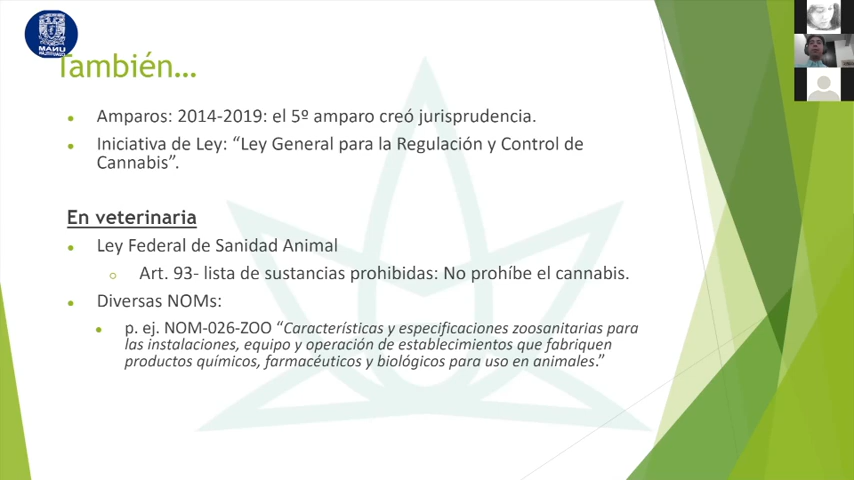 UNAM
También…
Amparos: 2014-2019: el 5º amparo creó jurisprudencia.
Iniciativa de Ley: “Ley General para la Regulación y Control de
Cannabis”.
En veterinaria
Ley Federal de Sanidad Animal
Art. 93- lista de sustancias prohibidas: No prohíbe el cannabis.
Diversas NOMs:
p. ej. NOM-026-ZOO “Características y especificaciones zoosanitarias para
las instalaciones, equipo y operación de establecimientos que fabriquen
productos químicos, farmacéuticos y biológicos para uso en animales.”